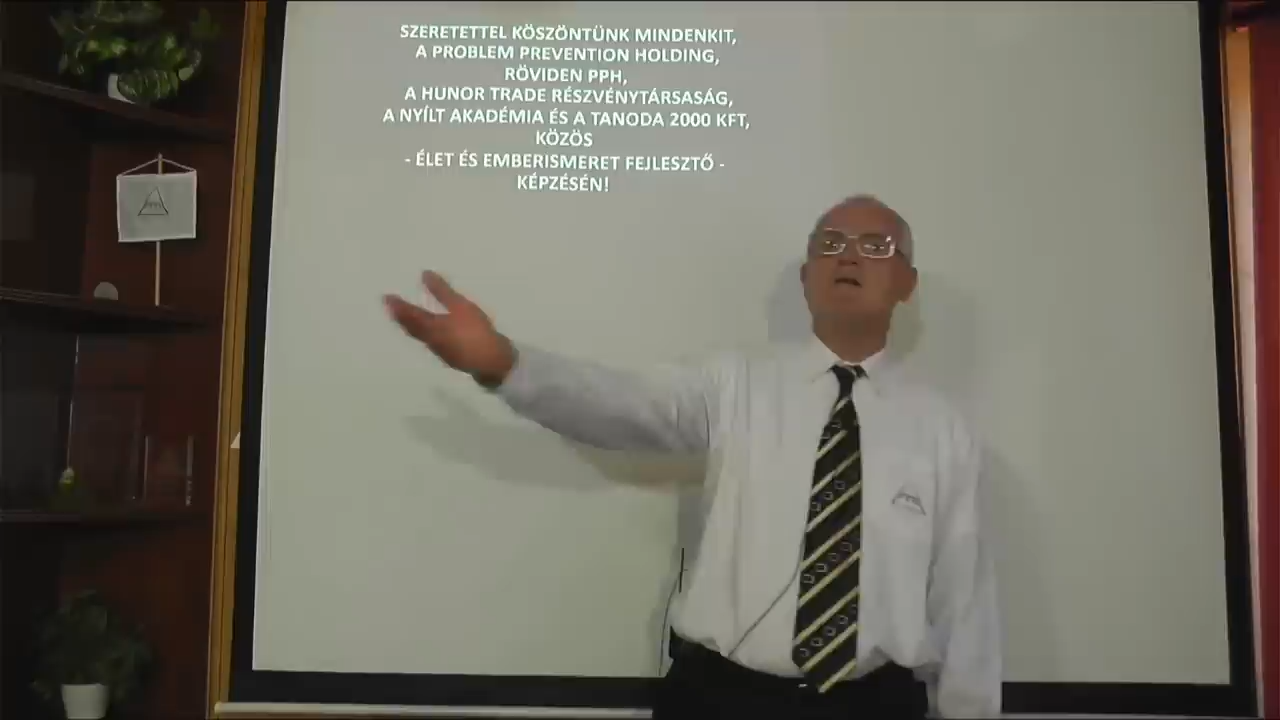 SZERETETTEL KÖSZÖNTÜNK MINDENKIT,
A PROBLEM PREVENTION HOLDING,
RÖVIDEN PPH,
A HUNOR TRADE RÉSZVÉNYTÁRSASÁG,
A NYÍLT AKADÉMIA ÉS A TANODA 2000 KFT,
KÖZÖS
- ÉLET ÉS EMBERISMERET FEJLESZTŐ -
KÉPZÉSÉN!